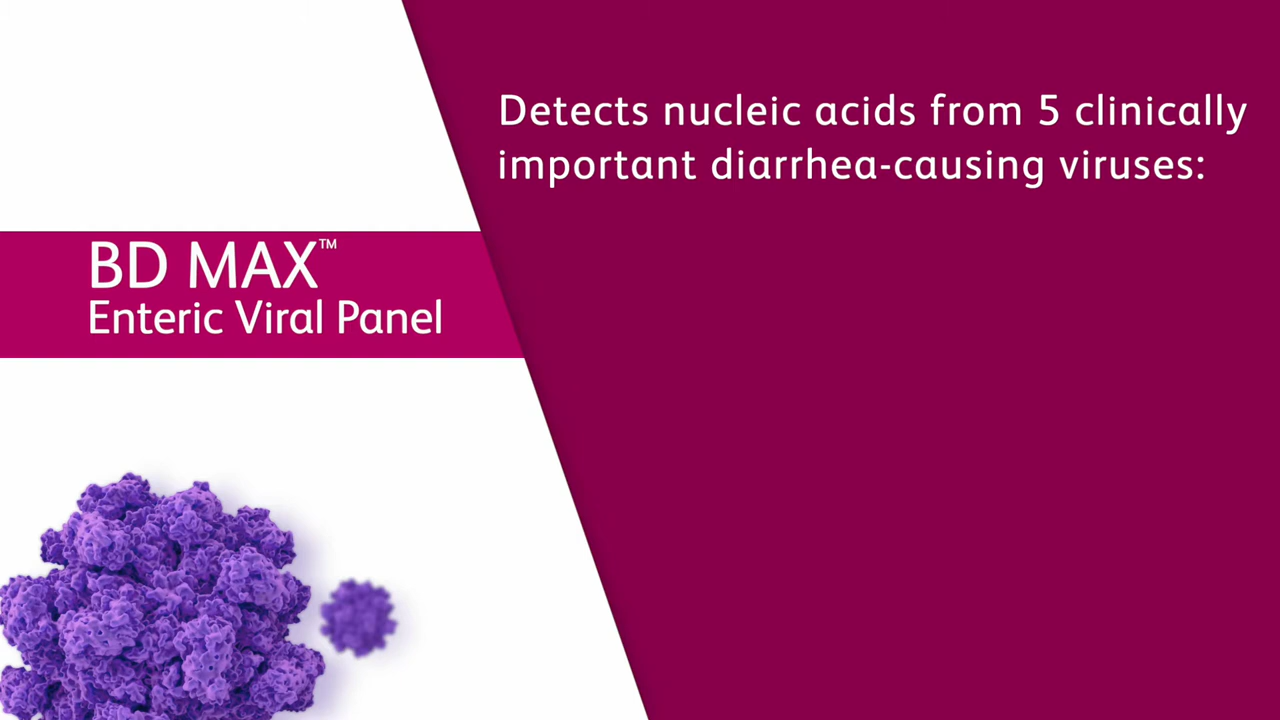 BD MAX™
Enteric Viral Panel
Detects nucleic acids from 5 clinically
important diarrhea-causing viruses: